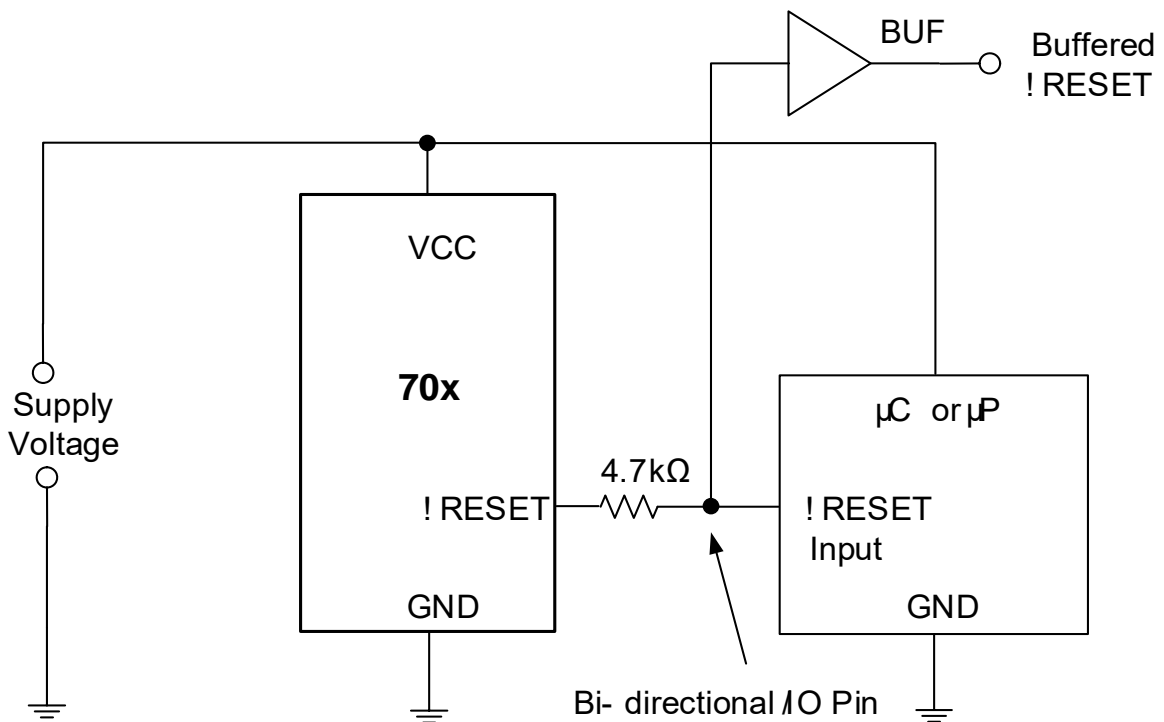 BUF
Buffered
! RESET
VCC
70x
Supply
Voltage
µC or µP
4.7kΩ
! RESET
! RESET
Input
GND
GND
Bi- directional /IO Pin